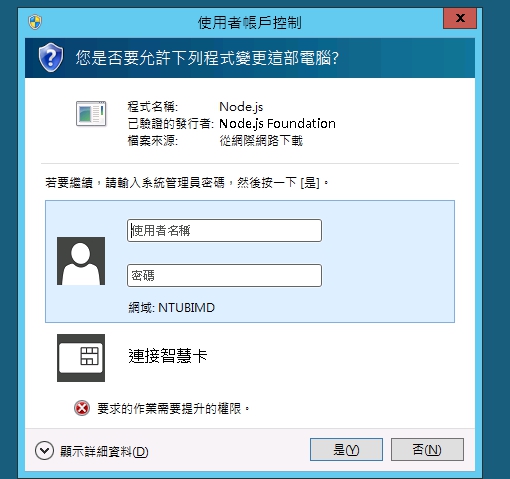 使用者帳戶控制
x
您是否要允許下列程式變更這部電腦?
程式名稱: Node.js
已驗證的發行者: Node.js Foundation
檔案來源: 從網際網路下載
若要繼續，請輸入系統管理員密碼，然後按一下 [是]。
使用者名稱
密碼
網域: NTUBIMD
連接智慧卡
要求的作業需要提升的權限。
顯示詳細資料(D)
是(Y)
否(N)